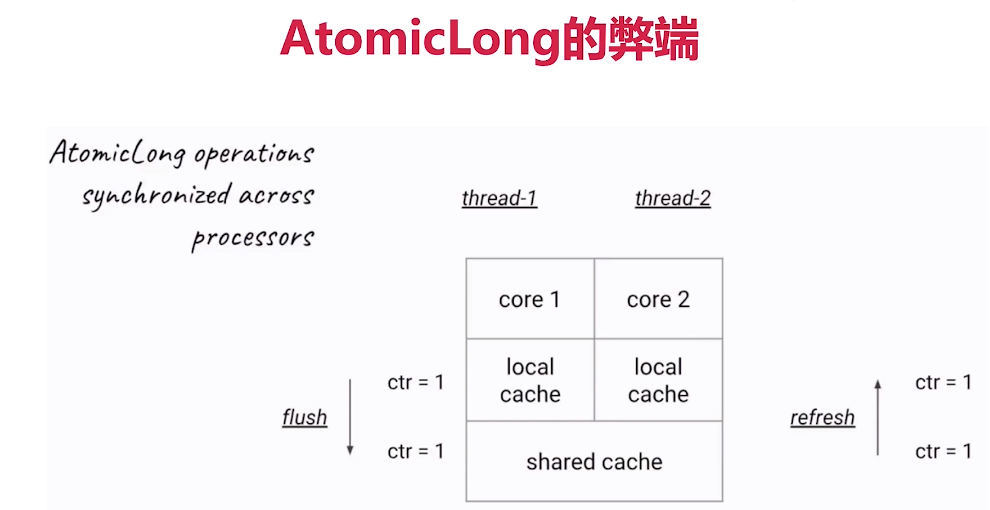 AtomicLong的弊端
AtomicLong operations
synchronized across
processors
thread-1
thread-2
core 1
core 2
local
cache
local
cache
shared cache
flush
ctr = 1
ctr = 1
refresh
ctr = 1
ctr = 1